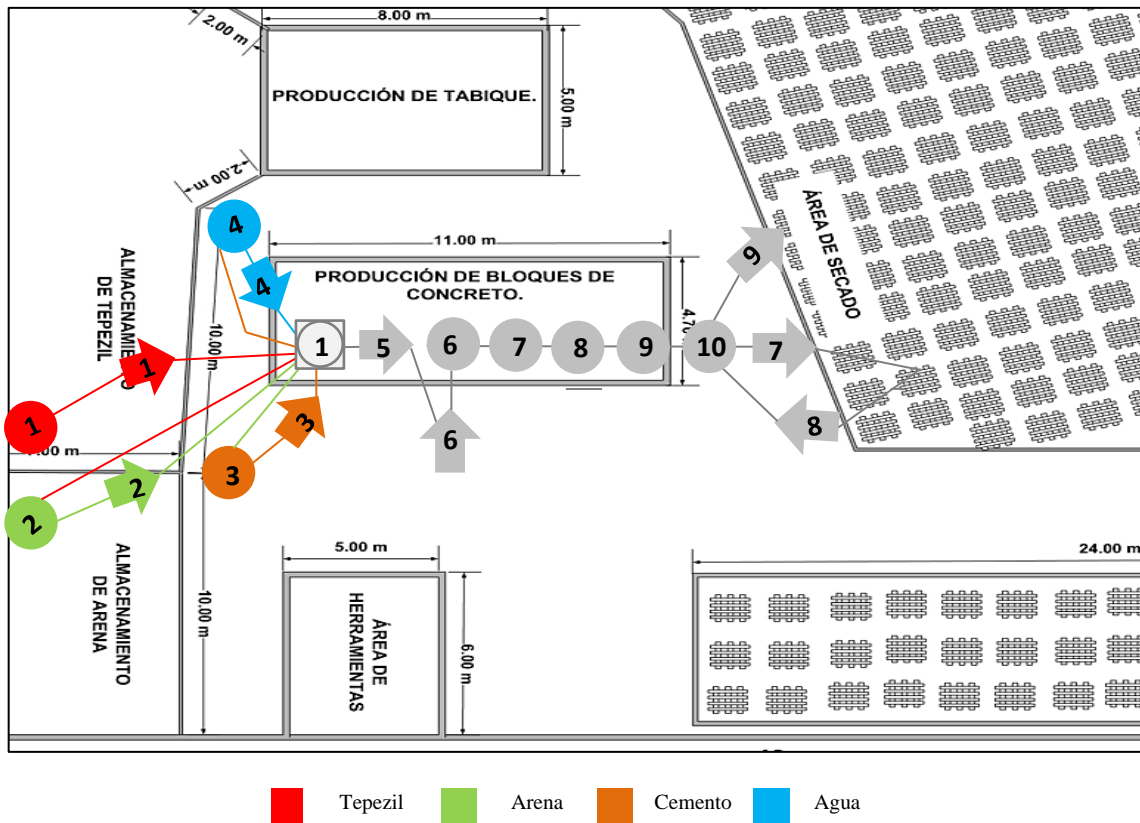 8.00 m
2.00 m
PRODUCCIÓN DE TABIQUE.
5.00 m
2.00 m
ÁREA DE SECADO
4
11.00 m
9
ALMACENAMIENTO
DE TEPEZIL
4
PRODUCCIÓN DE BLOQUES DE
CONCRETO.
4.70
10.00 m
1
1
5
6
7
8
9
10
7
1
8
6
3
.00 m
3
2
2
ALMACENAMIENTO
DE ARENA
10.00 m
5.00 m
24.00 m
ÁREA DE
HERRAMIENTAS
6.00 m
Tepezil
Arena
Cemento
Agua